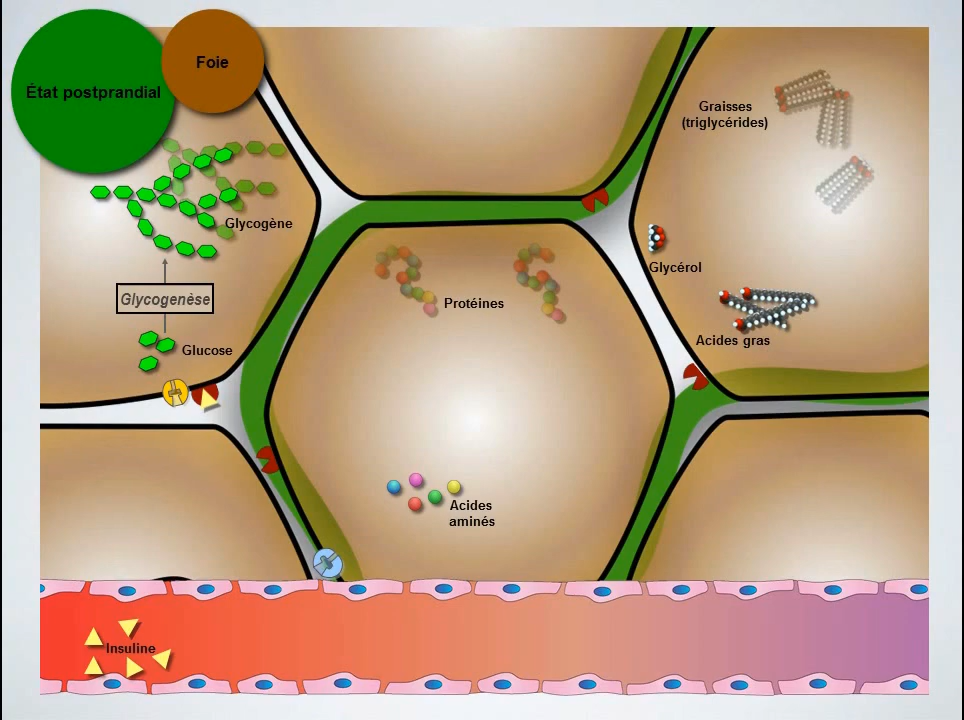 État postprandial
Foie
Graisses
(triglycérides)
Glycogène
Glycérol
Glycogenèse
Protéines
Acides gras
Glucose
Acides
aminés
Insuline